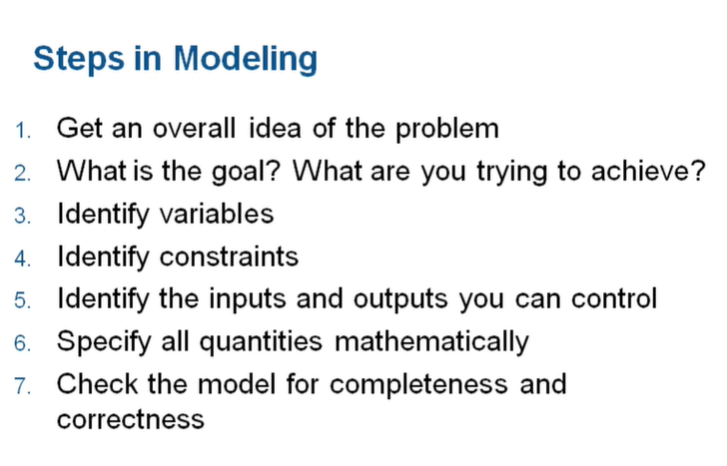 Steps in Modeling
1. Get an overall idea of the problem
2. What is the goal? What are you trying to achieve?
3. Identify variables
4. Identify constraints
5. Identify the inputs and outputs you can control
6. Specify all quantities mathematically
7. Check the model for completeness and
correctness